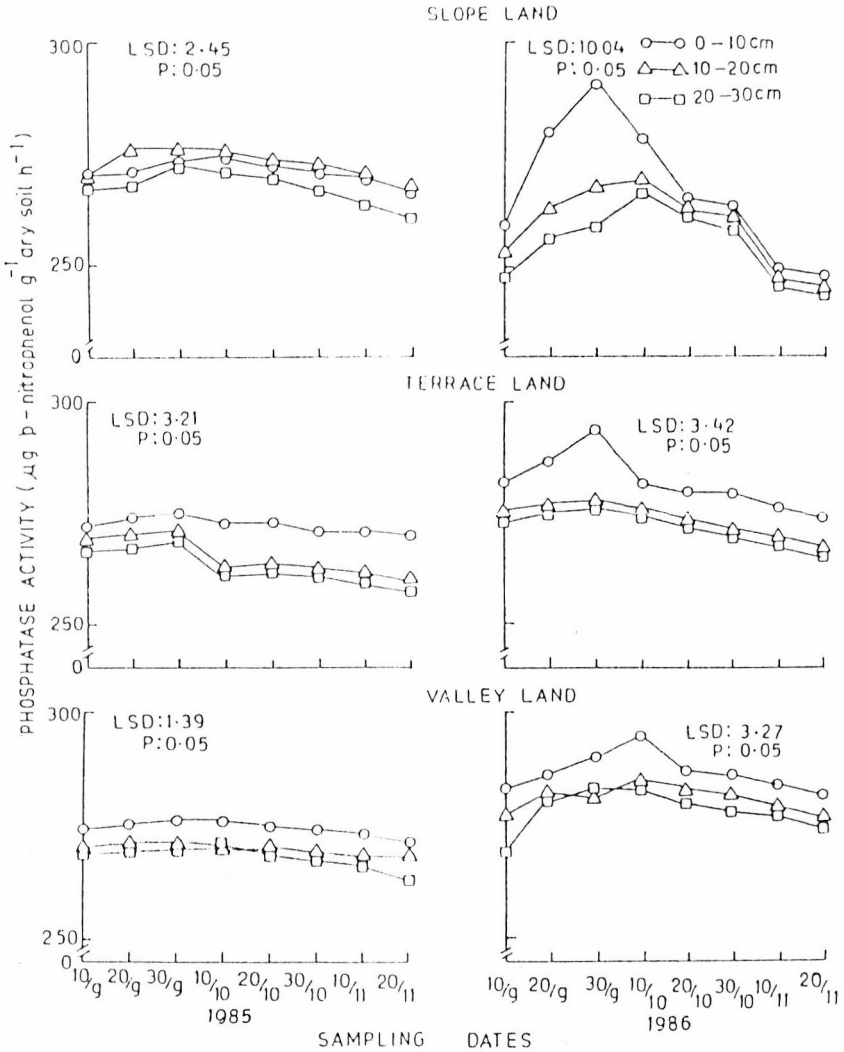 SLOPE LAND
300
LSD: 2·45
P: 0·05
250
0
LSD: 1004
P: 0·05
0–10cm
10–20cm
20–30cm
TERRACE LAND
300
LSD: 3·21
P: 0·05
250
0
LSD: 3·42
P: 0·05
VALLEY LAND
300
LSD: 1·39
P: 0·05
250
0
LSD: 3·27
P: 0·05
10/9 20/9 30/9 10/10 20/10 30/10 10/11 20/11
1985
10/9 20/9 30/9 10/10 20/10 30/10 10/11 20/11
1986
SAMPLING DATES
PHOSPHATASE ACTIVITY (µg p-nitrophenol g⁻¹ dry soil h⁻¹)